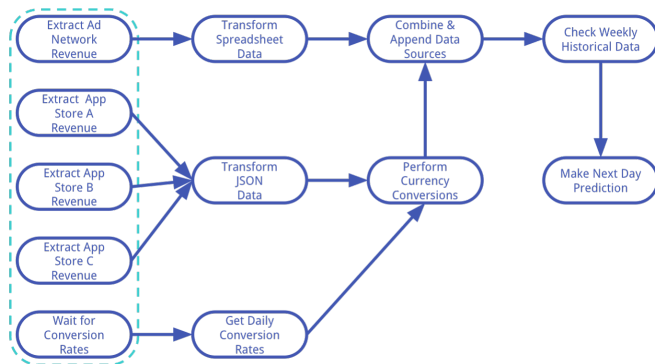 Extract Ad
Network
Revenue
Transform
Spreadsheet
Data
Combine &
Append Data
Sources
Check Weekly
Historical Data
Extract App
Store A
Revenue
Extract App
Store B
Revenue
Transform
JSON
Data
Perform
Currency
Conversions
Make Next Day
Prediction
Extract App
Store C
Revenue
Wait for
Conversion
Rates
Get Daily
Conversion
Rates